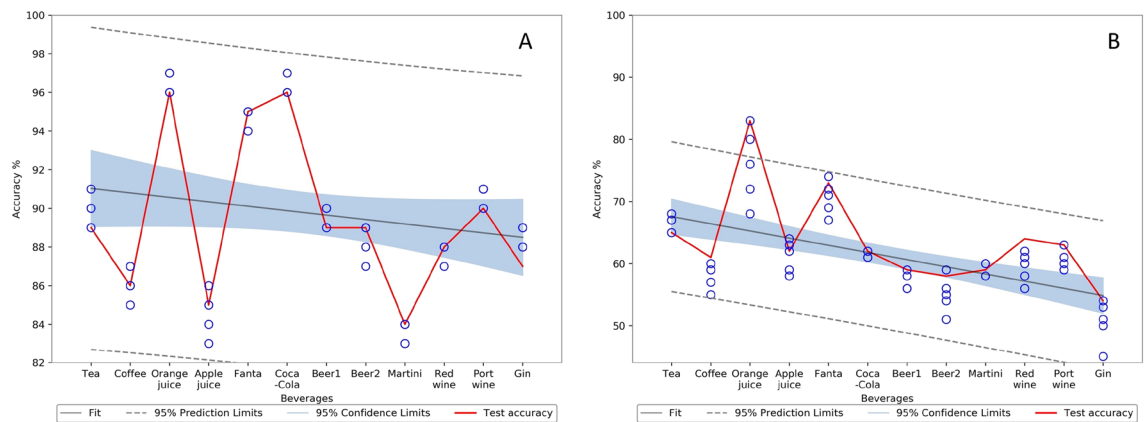 A
Accuracy %
100
98
96
94
92
90
88
86
84
82
Tea Coffee Orange juice Apple juice Fanta Coca -Cola Beer1 Beer2 Martini Red wine Port wine Gin
Beverages
Fit 95% Prediction Limits 95% Confidence Limits Test accuracy
B
Accuracy %
100
90
80
70
60
50
Tea Coffee Orange juice Apple juice Fanta Coca -Cola Beer1 Beer2 Martini Red wine Port wine Gin
Beverages
Fit 95% Prediction Limits 95% Confidence Limits Test accuracy